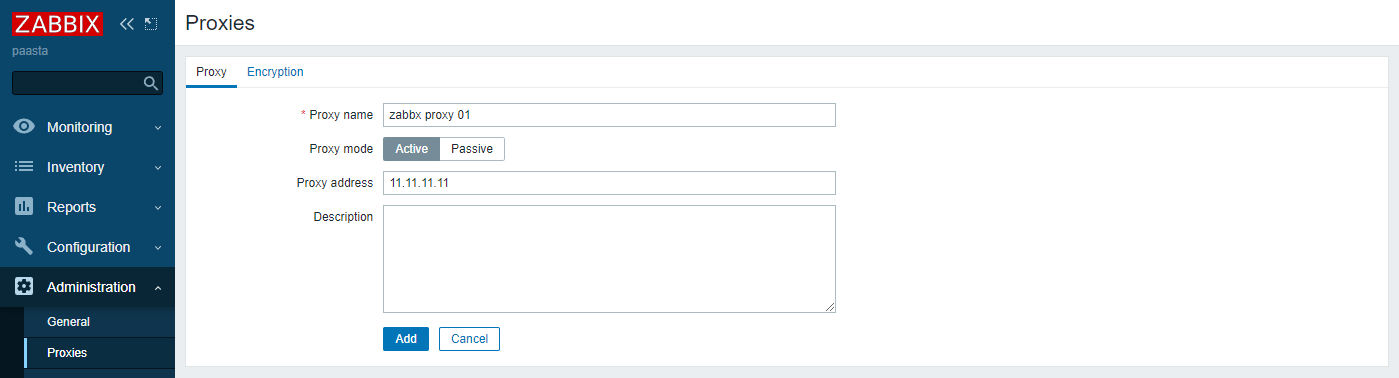 ZABBIX
paasta
Monitoring
Inventory
Reports
Configuration
Administration
General
Proxies
Proxies
Proxy Encryption
* Proxy name zabbx proxy 01
Proxy mode Active Passive
Proxy address 11.11.11.11
Description
Add Cancel